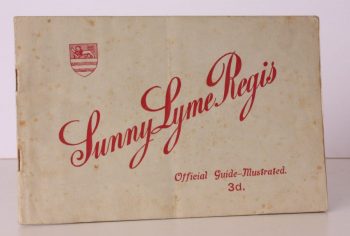 Sunny Lyme Regis
Official Guide-Illustrated.
3d.